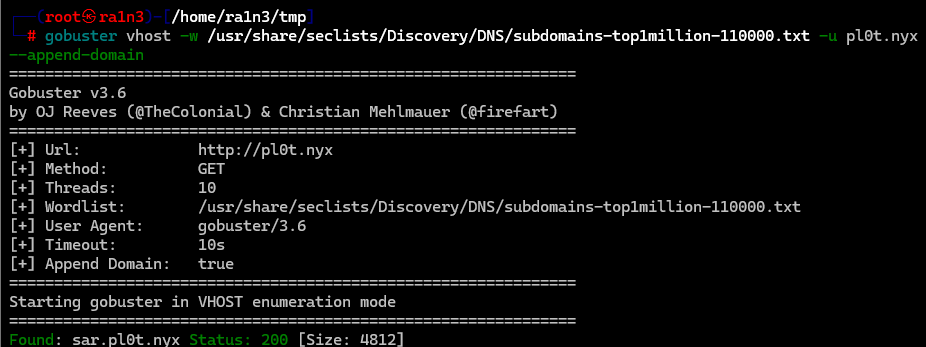 ┌──(root㉿ra1n3)-[/home/ra1n3/tmp]
└─# gobuster vhost -w /usr/share/seclists/Discovery/DNS/subdomains-top1million-110000.txt -u pl0t.nyx
--append-domain
===============================================================
Gobuster v3.6
by OJ Reeves (@TheColonial) & Christian Mehlmauer (@firefart)
===============================================================
[+] Url:             http://pl0t.nyx
[+] Method:          GET
[+] Threads:         10
[+] Wordlist:        /usr/share/seclists/Discovery/DNS/subdomains-top1million-110000.txt
[+] User Agent:      gobuster/3.6
[+] Timeout:         10s
[+] Append Domain:   true
===============================================================
Starting gobuster in VHOST enumeration mode
===============================================================
Found: sar.pl0t.nyx Status: 200 [Size: 4812]